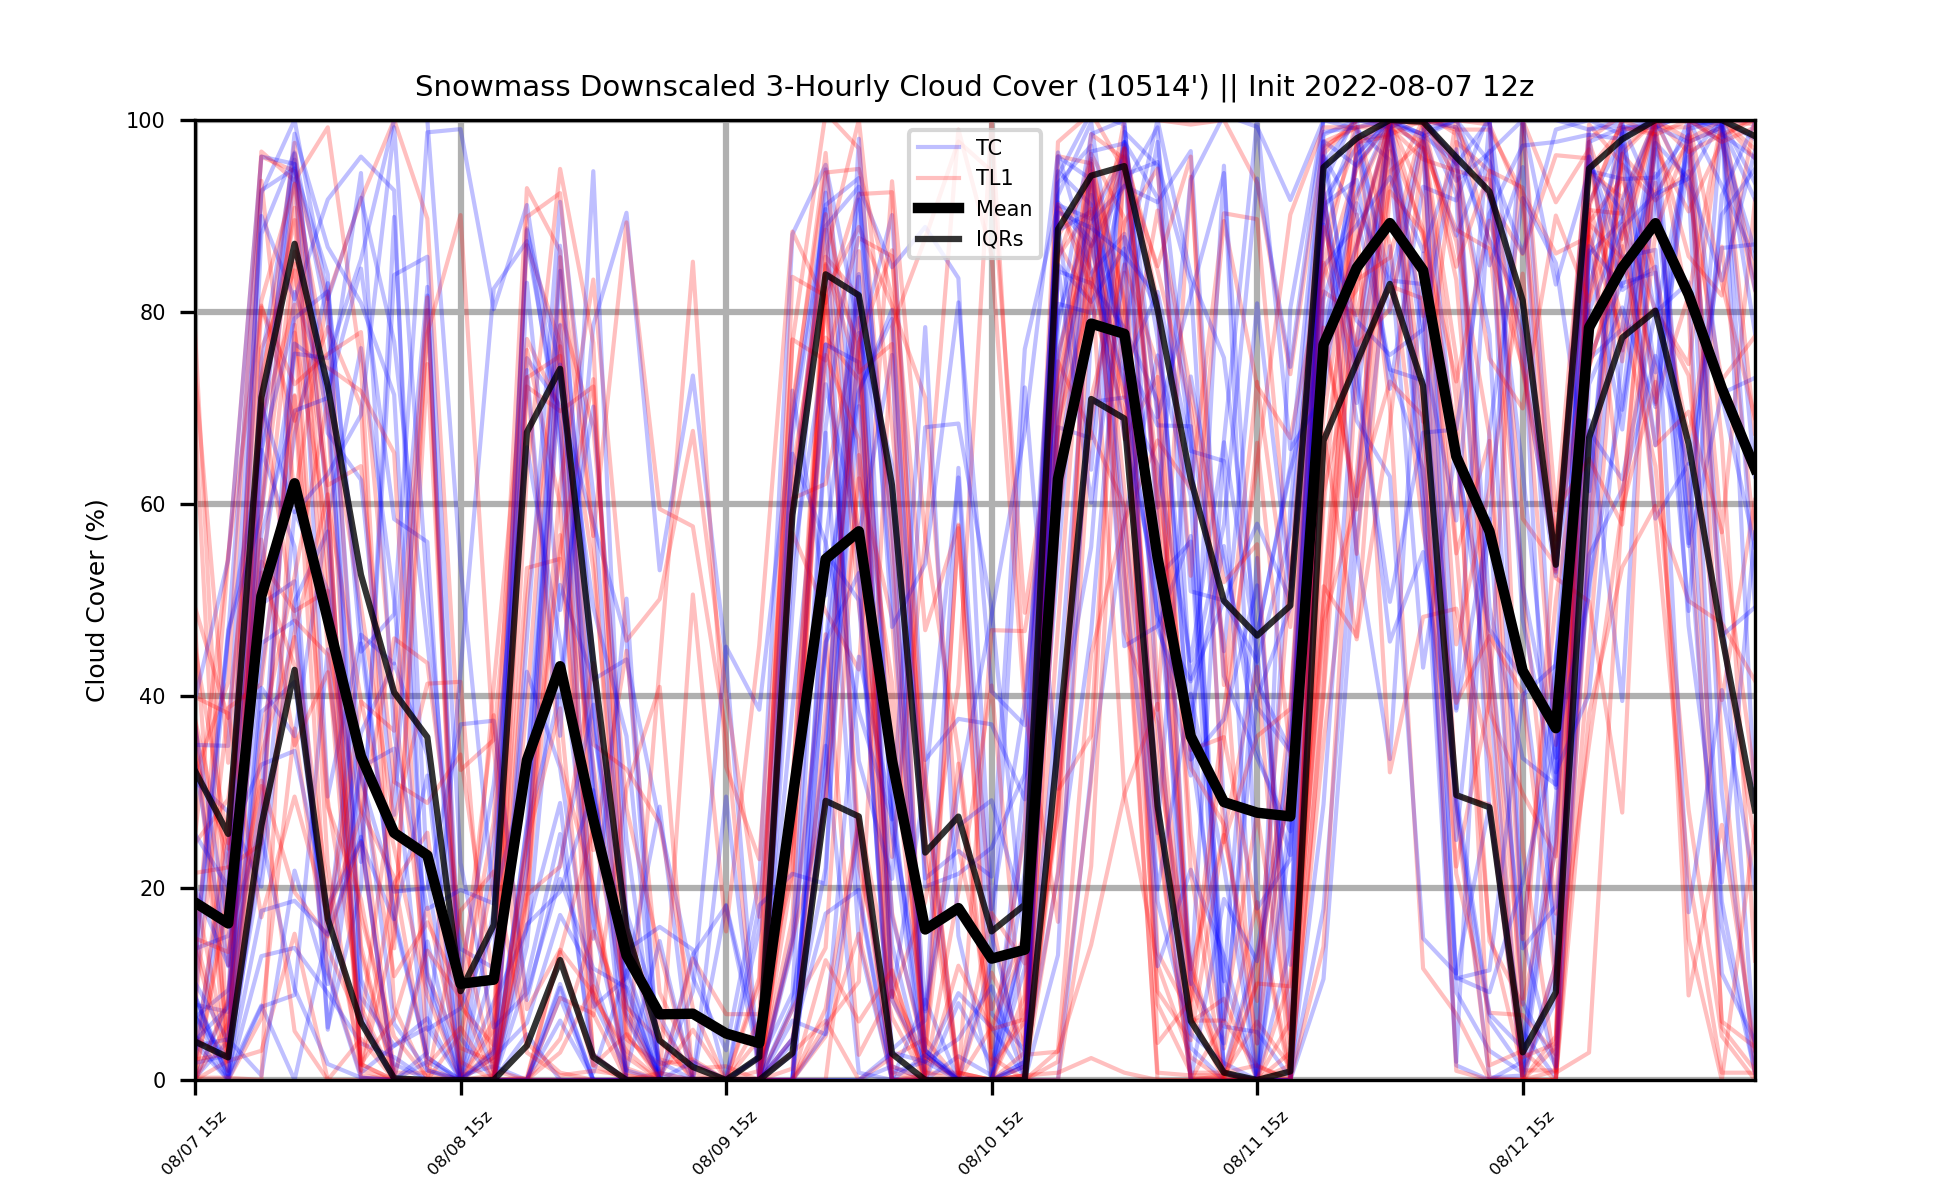 Snowmass Downscaled 3-Hourly Cloud Cover (10514') || Init 2022-08-07 12z
TC
TL1
Mean
IQRs
Cloud Cover (%)
100
80
60
40
20
0
08/07 15z
08/08 15z
08/09 15z
08/10 15z
08/11 15z
08/12 15z